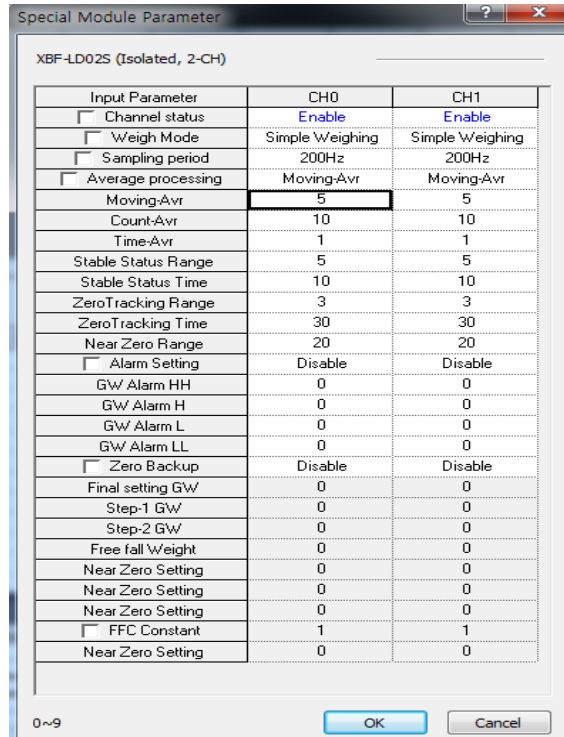 Special Module Parameter
XBF-LD02S (Isolated, 2-CH)
Input Parameter CH0 CH1
Channel status Enable Enable
Weigh Mode Simple Weighing Simple Weighing
Sampling period 200Hz 200Hz
Average processing Moving-Avr Moving-Avr
Moving-Avr 5 5
Count-Avr 10 10
Time-Avr 1 1
Stable Status Range 5 5
Stable Status Time 10 10
ZeroTracking Range 3 3
ZeroTracking Time 30 30
Near Zero Range 20 20
Alarm Setting Disable Disable
GW Alarm HH 0 0
GW Alarm H 0 0
GW Alarm L 0 0
GW Alarm LL 0 0
Zero Backup Disable Disable
Final setting GW 0 0
Step-1 GW 0 0
Step-2 GW 0 0
Free fall Weight 0 0
Near Zero Setting 0 0
Near Zero Setting 0 0
Near Zero Setting 0 0
FFC Constant 1 1
Near Zero Setting 0 0
0~9 OK Cancel